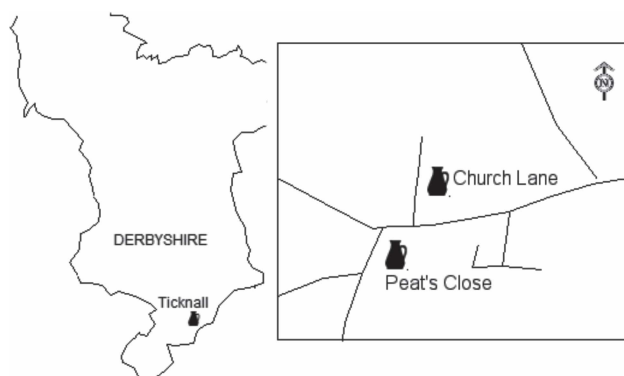 DERBYSHIRE
Ticknall
N
Church Lane
Peat's Close